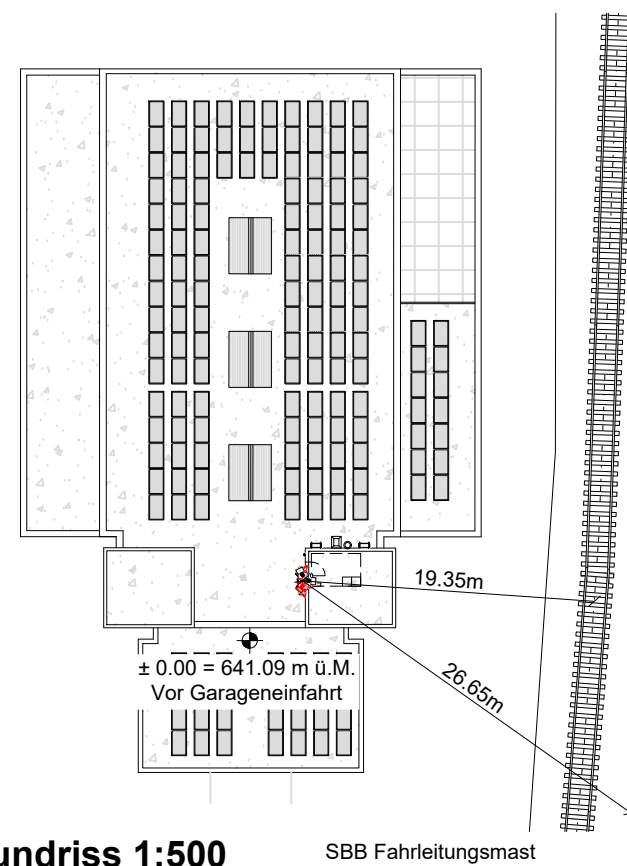 19.35m
26.65m
± 0.00 = 641.09 m ü.M.
Vor Garageneinfahrt
undriss 1:500
SBB Fahrleitungsmast